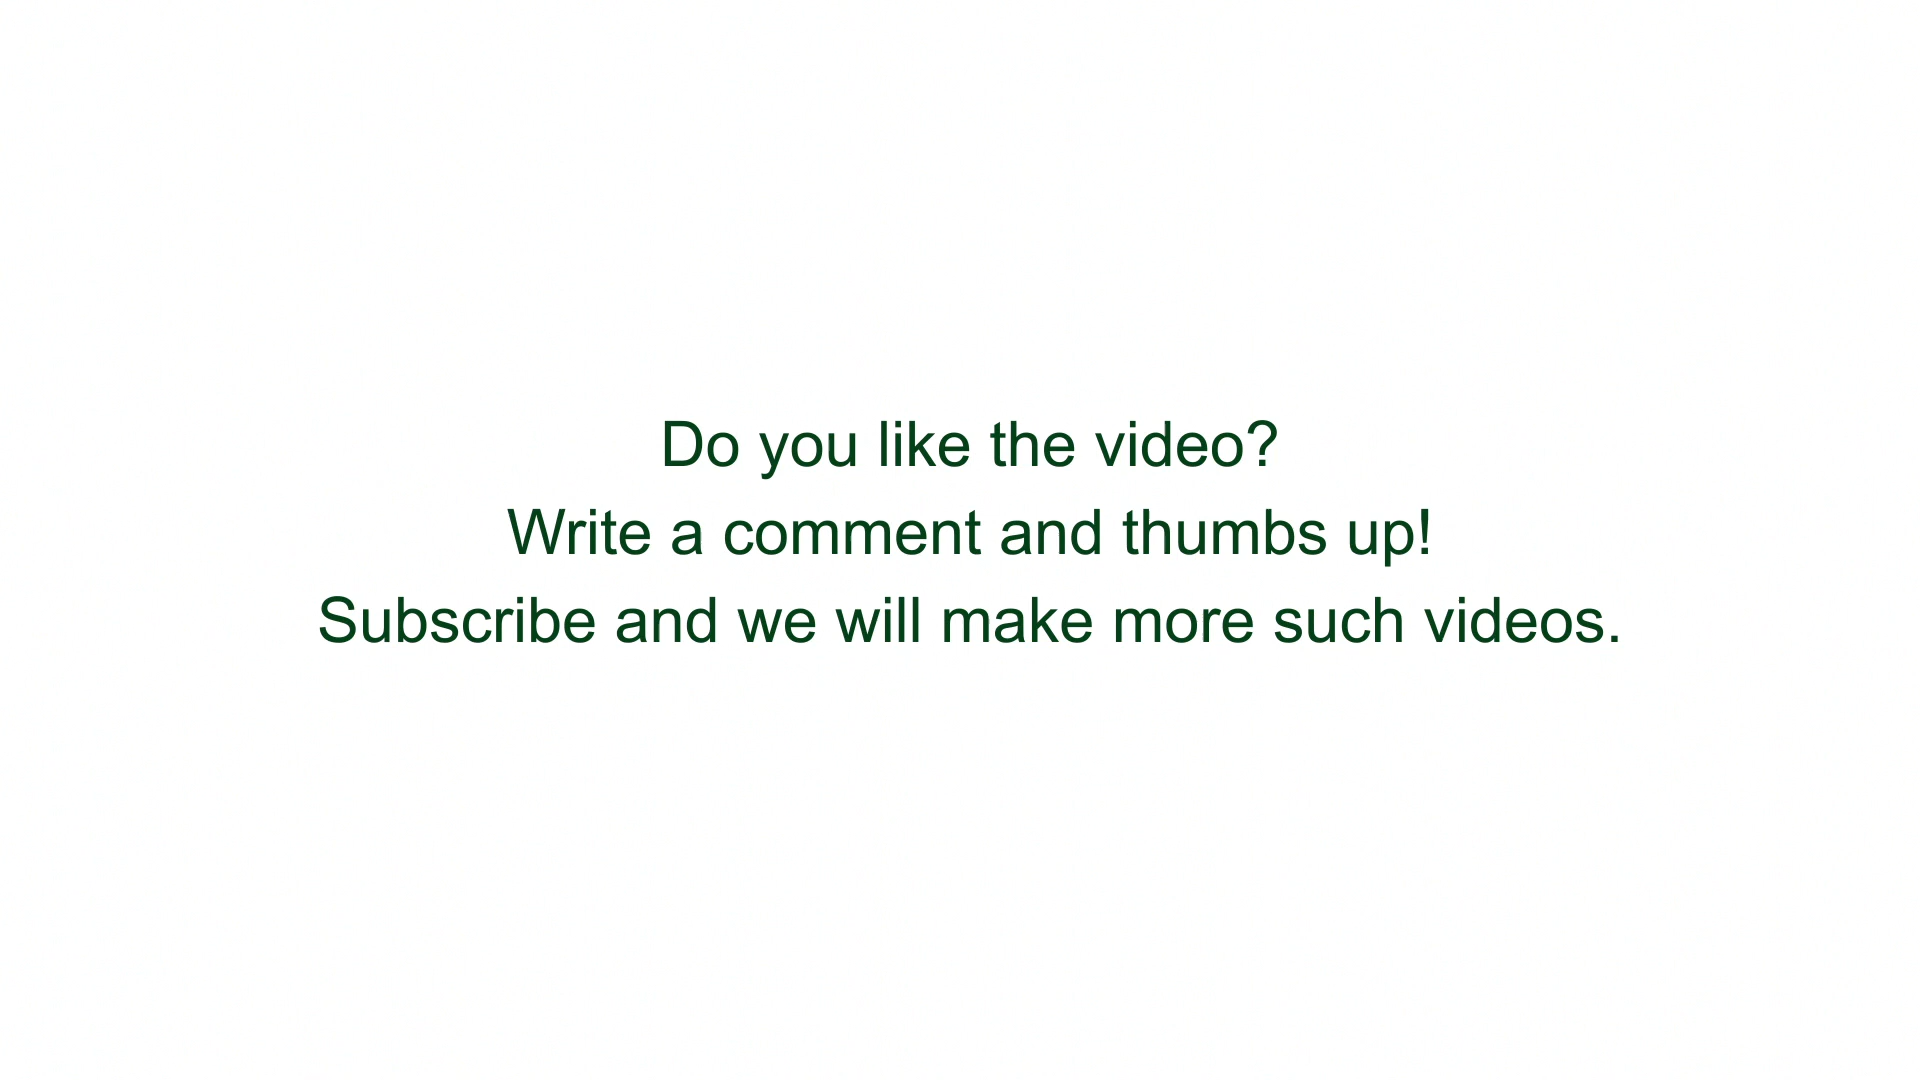 Do you like the video?
Write a comment and thumbs up!
Subscribe and we will make more such videos.